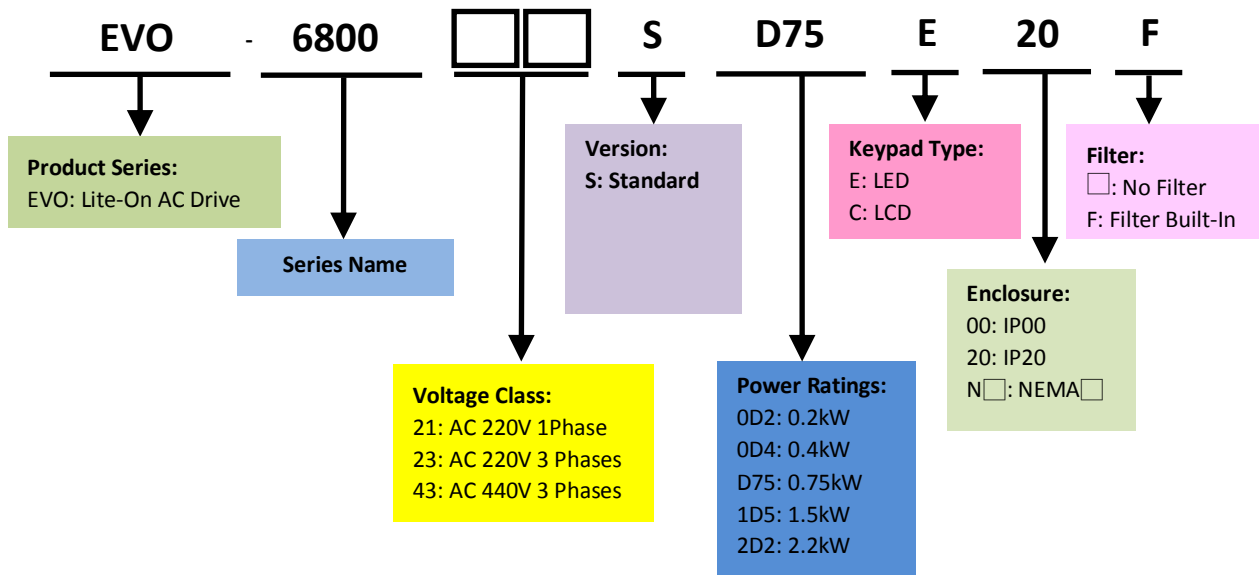 EVO - 6800 □□ S D75 E 20 F
Product Series:
EVO: Lite-On AC Drive
Series Name
Voltage Class:
21: AC 220V 1Phase
23: AC 220V 3 Phases
43: AC 440V 3 Phases
Version:
S: Standard
Power Ratings:
0D2: 0.2kW
0D4: 0.4kW
D75: 0.75kW
1D5: 1.5kW
2D2: 2.2kW
Keypad Type:
E: LED
C: LCD
Enclosure:
00: IP00
20: IP20
N□: NEMA□
Filter:
□: No Filter
F: Filter Built-In